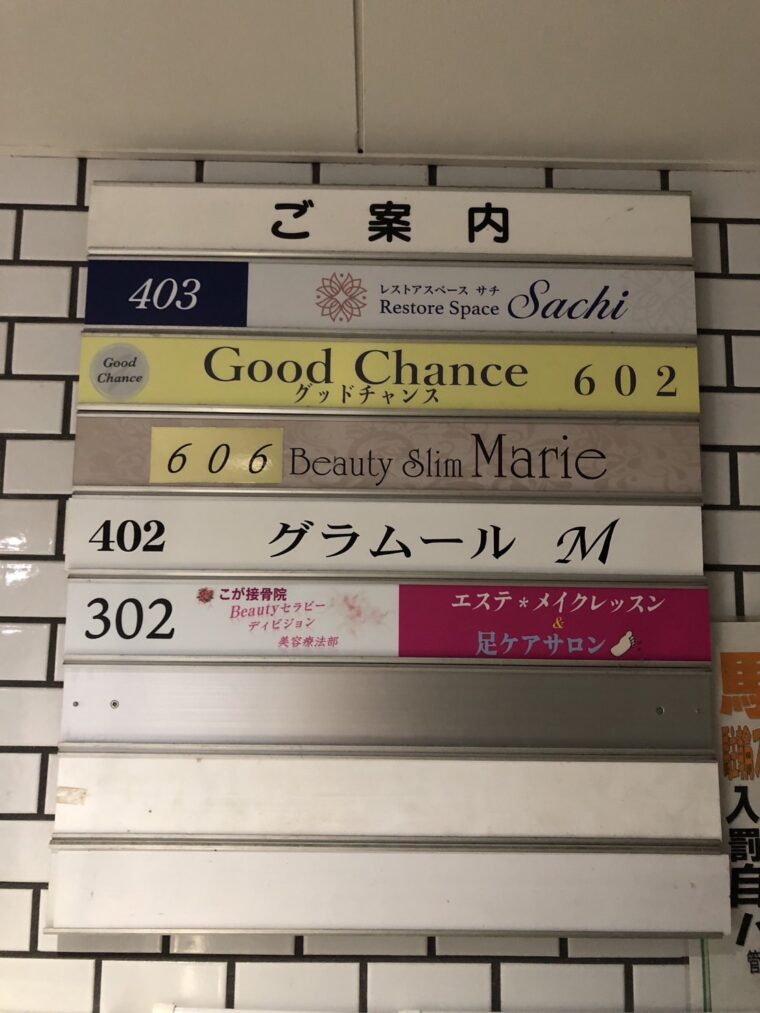 ご案内
403
レストアスペース サチ
Restore Space Sachi
Good Chance
Good Chance 602
グッドチャンス
606 Beauty Slim Marie
402 グラムール M
302
こが接骨院
Beautyセラピー
ディビジョン
美容療法部
エステ*メイクレッスン
&
足ケアサロン
入
罰
自